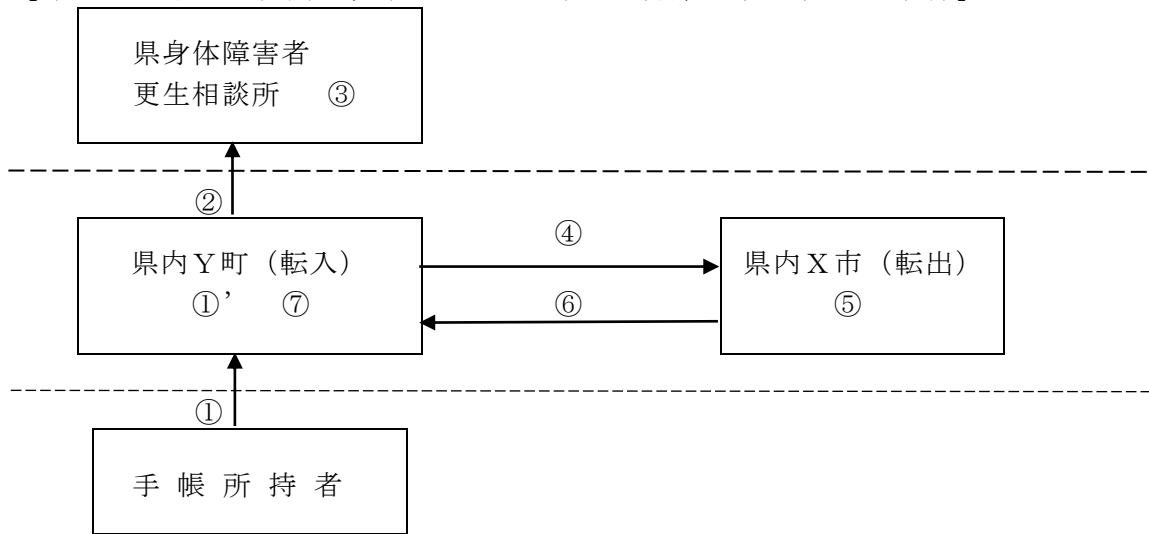 県身体障害者
更生相談所 ③
②
県内Y町（転入）
①’ ⑦
④
⑥
県内X市（転出）
⑤
①
手帳所持者